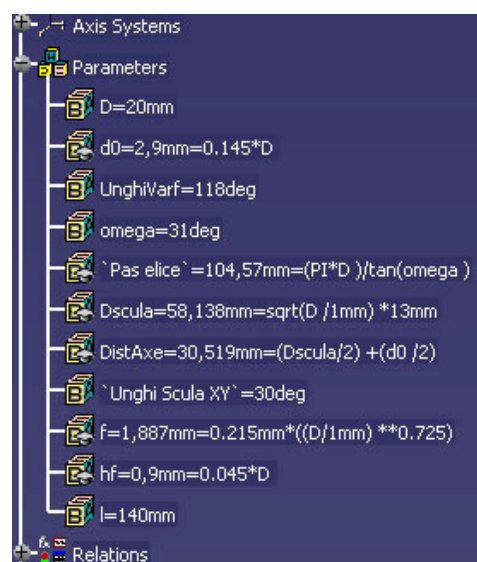 Axis Systems
Parameters
D=20mm
d0=2,9mm=0.145*D
UnghiVarf=118deg
omega=31deg
`Pas elice`=104,57mm=(PI*D )/tan(omega )
Dscula=58,138mm=sqrt(D /1mm) *13mm
DistAxe=30,519mm=(Dscula/2) +(d0 /2)
`Unghi Scula XY`=30deg
f=1,887mm=0.215mm*((D/1mm) **0.725)
hf=0,9mm=0.045*D
l=140mm
Relations